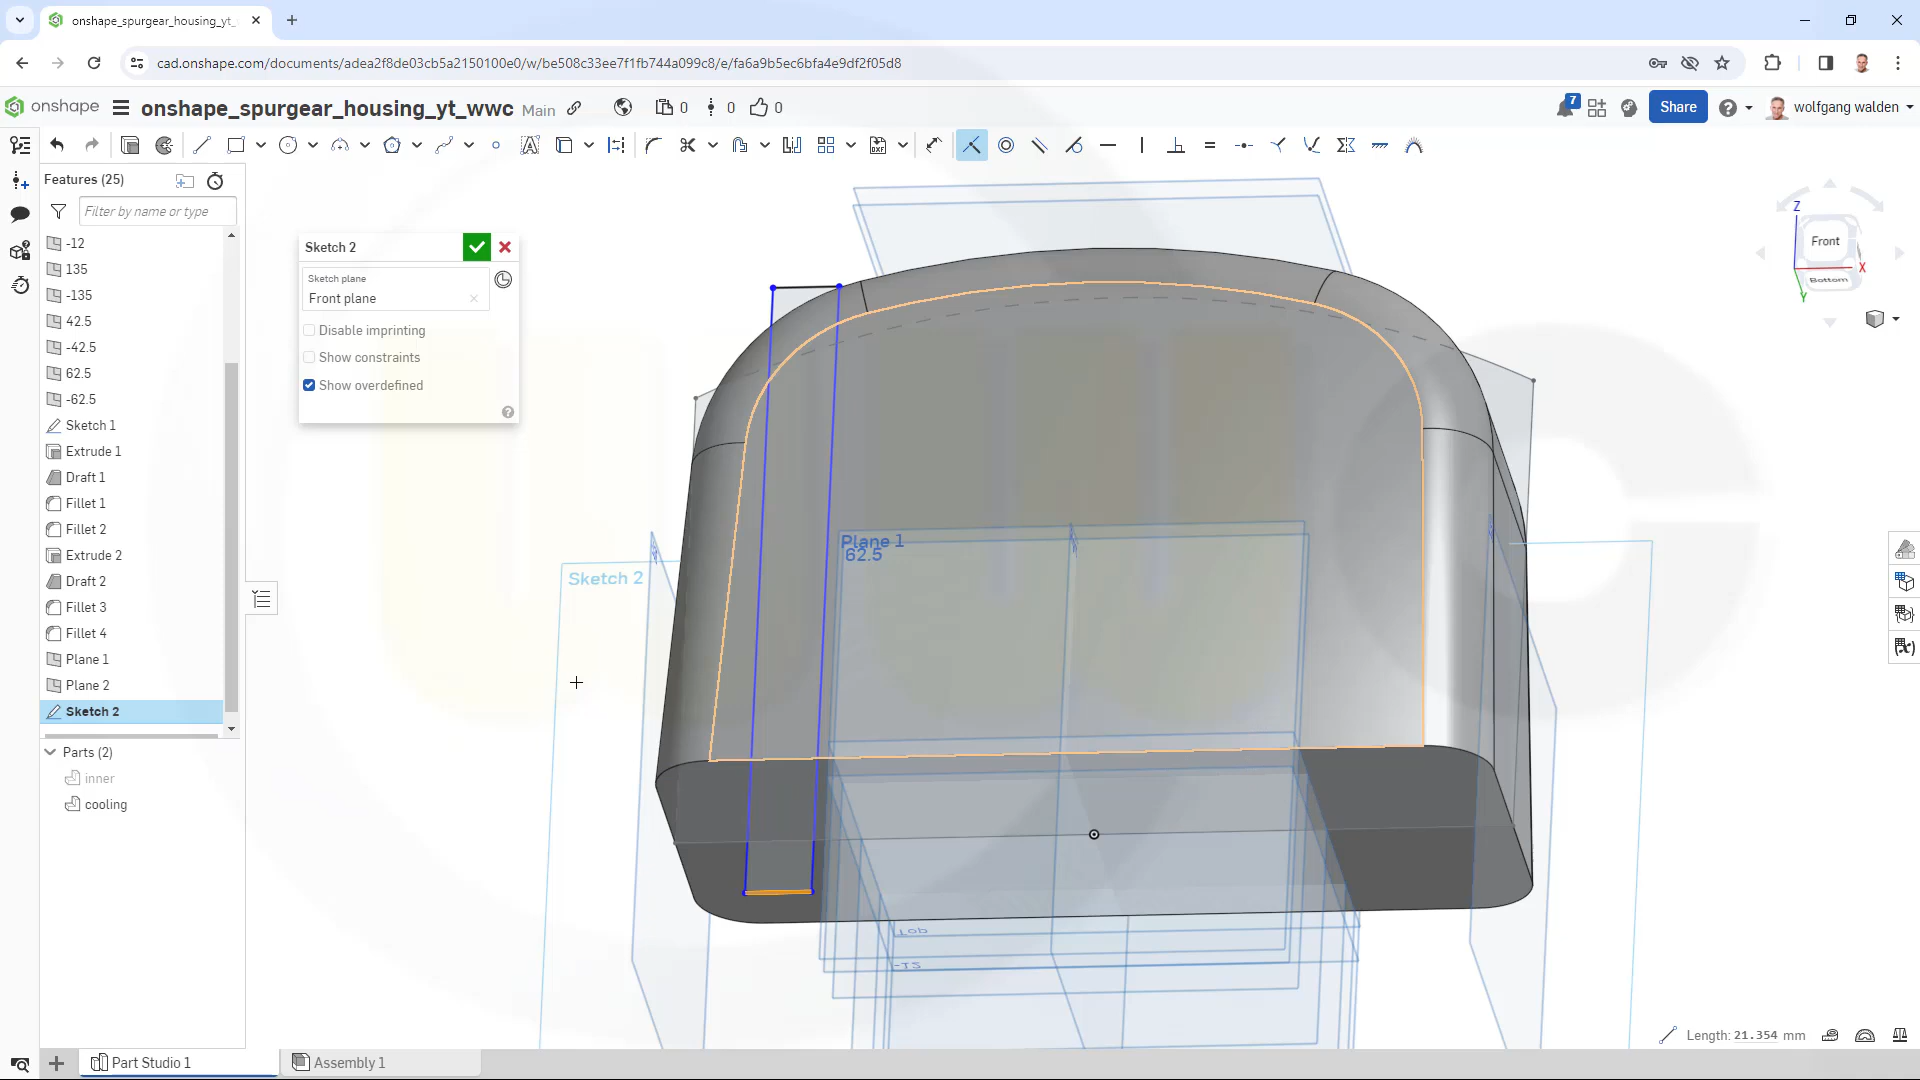 onshape_spurgear_housing_yt_
cad.onshape.com/documents/adea2f8de03cb5a2150100e0/w/be508c33ee7f1fb744a099c8/e/fa6a9b5ec6bfa4e9df2f05d8
onshape
onshape_spurgear_housing_yt_wwc
Main
0
0
0
7
Share
wolfgang walden
DXF
Features (25)
Filter by name or type
-12
135
-135
42.5
-42.5
62.5
-62.5
Sketch 1
Extrude 1
Draft 1
Fillet 1
Fillet 2
Extrude 2
Draft 2
Fillet 3
Fillet 4
Plane 1
Plane 2
Sketch 2
Parts (2)
inner
cooling
Sketch 2
Sketch plane
Front plane
Disable imprinting
Show constraints
Show overdefined
Sketch 2
Plane 1
62.5
Top
-12
Z
Front
X
Bottom
Y
Length: 21.354 mm
Part Studio 1
Assembly 1